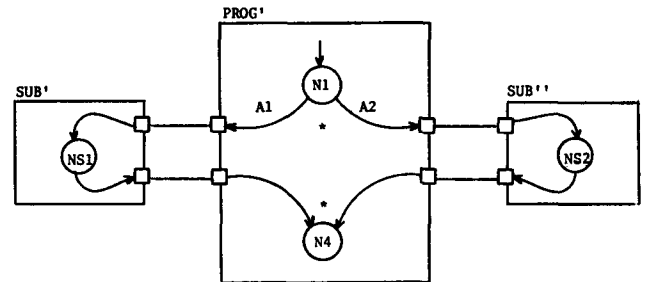 PROG'
N1
A1 A2
*
SUB' SUB''
NS1 NS2
*
N4